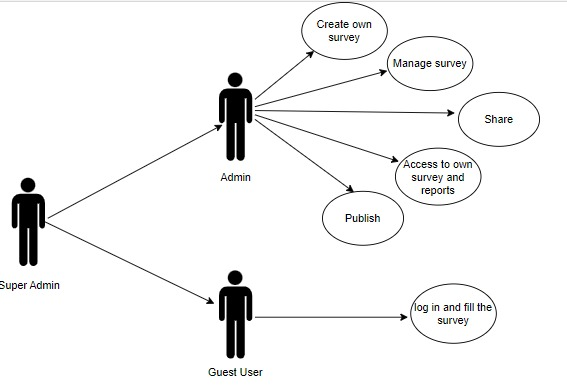 Create own
survey
Manage survey
Share
Admin
Access to own
survey and
reports
Publish
Super Admin
log in and fill the
survey
Guest User